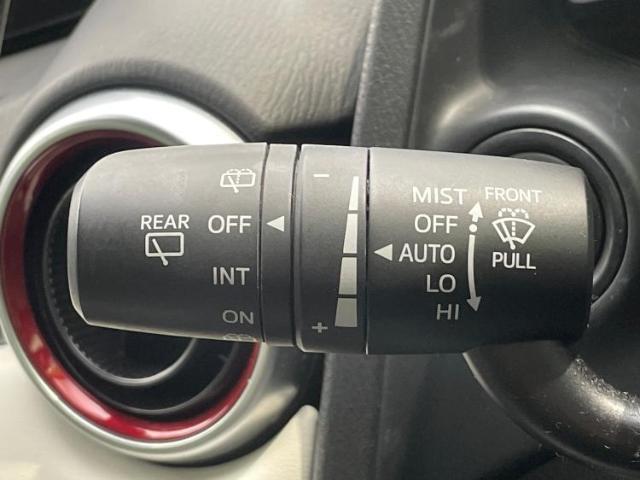 REAR
OFF
INT
ON
−
+
MIST
OFF
AUTO
LO
HI
FRONT
PULL